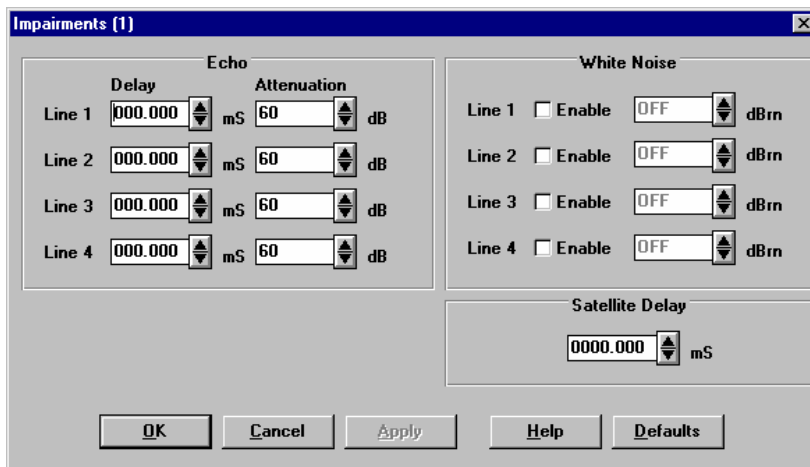 Impairments (1)
Echo
Delay Attenuation
Line 1 000.000 mS 60 dB
Line 2 000.000 mS 60 dB
Line 3 000.000 mS 60 dB
Line 4 000.000 mS 60 dB
White Noise
Line 1 Enable OFF dBrn
Line 2 Enable OFF dBrn
Line 3 Enable OFF dBrn
Line 4 Enable OFF dBrn
Satellite Delay
0000.000 mS
OK Cancel Apply Help Defaults